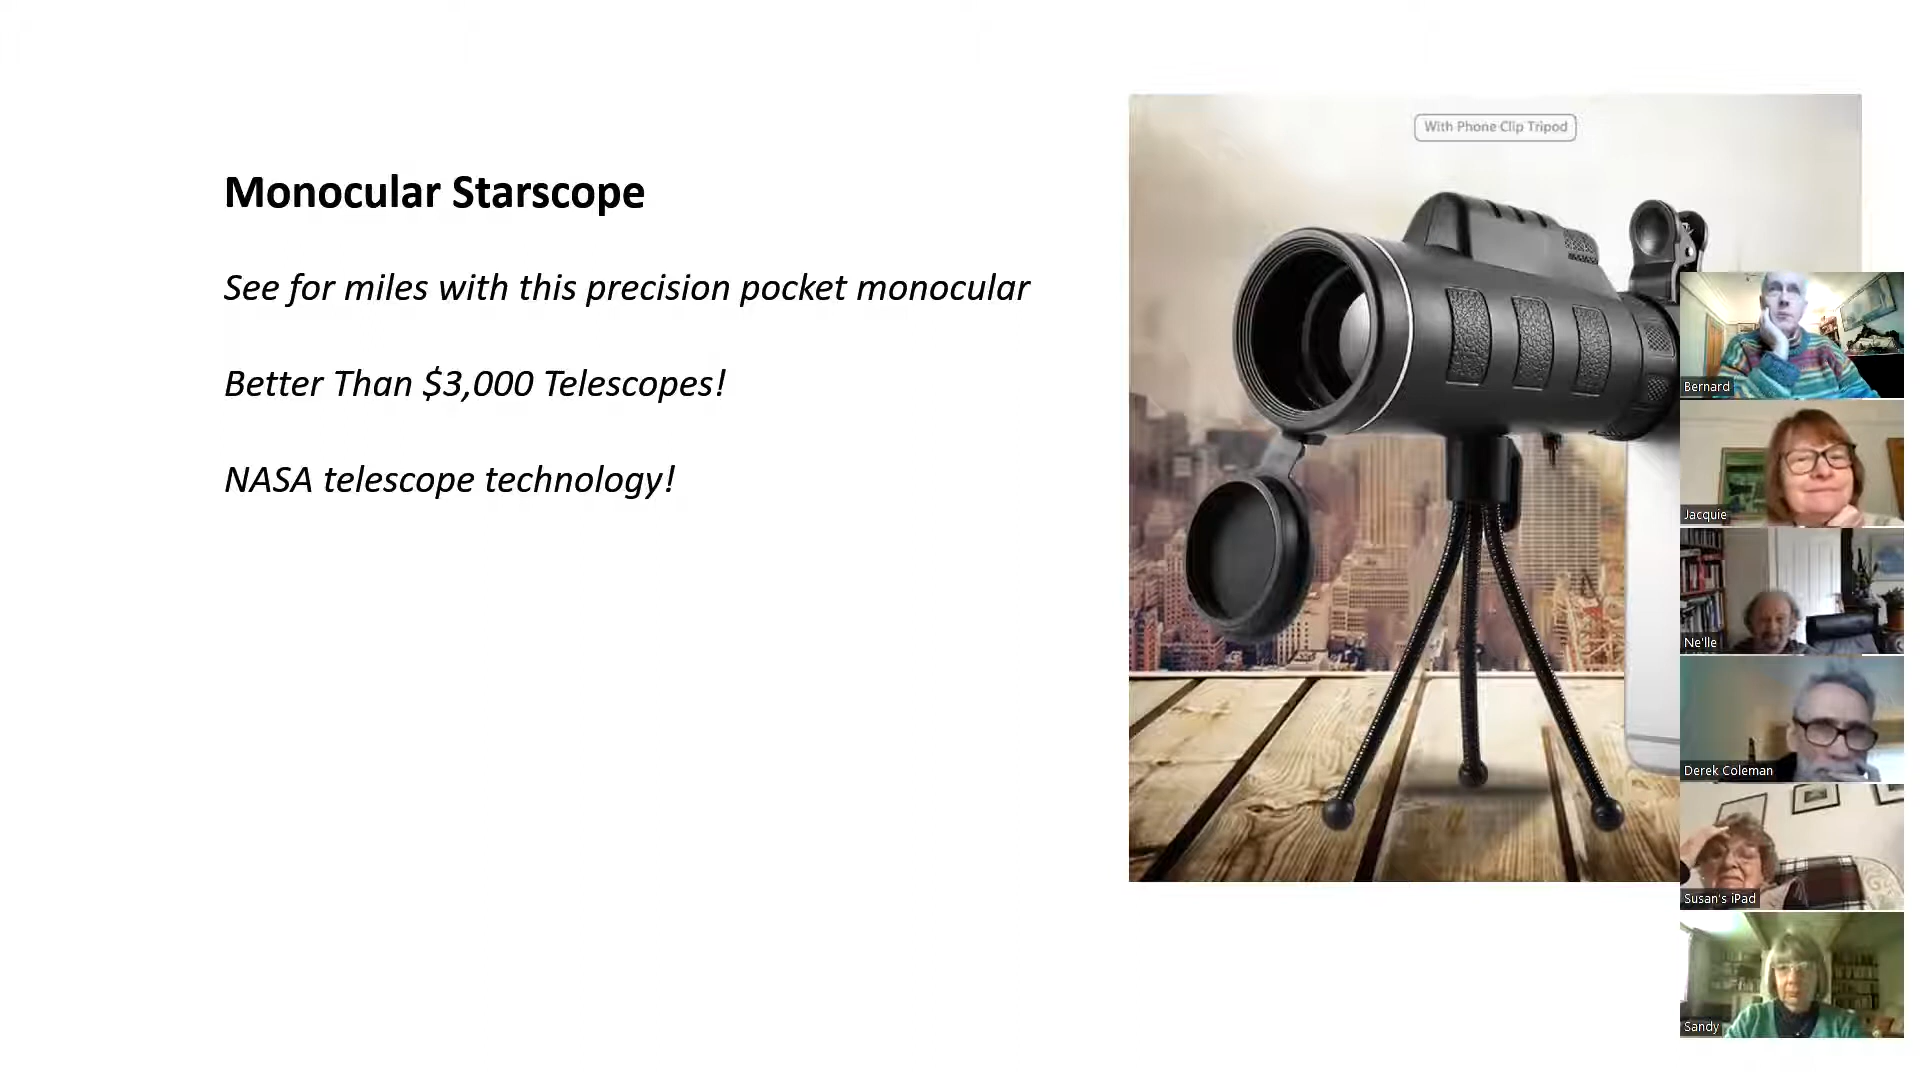 With Phone Clip Tripod
Monocular Starscope
See for miles with this precision pocket monocular
Better Than $3,000 Telescopes!
NASA telescope technology!
Bernard
Jacquie
Ne'lle
Derek Coleman
Susan's iPad
Sandy